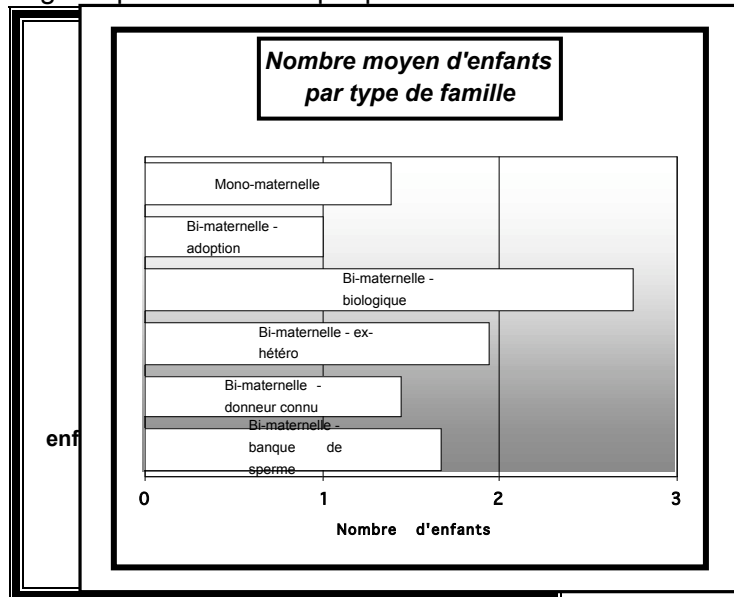 Nombre moyen d'enfants
par type de famille
Mono-maternelle
Bi-maternelle -
adoption
Bi-maternelle -
biologique
Bi-maternelle - ex-
hétéro
Bi-maternelle -
donneur connu
Bi-maternelle -
banque de
sperme
enf
0 1 2 3
Nombre d'enfants